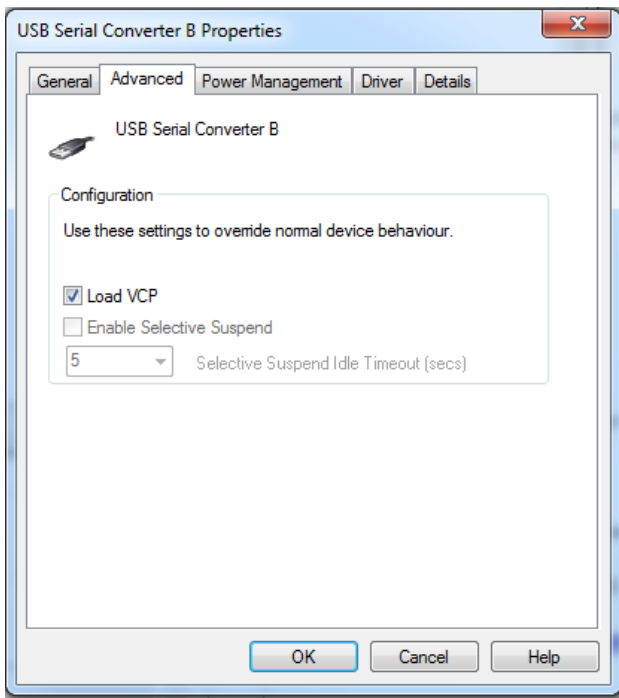 USB Serial Converter B Properties
General Advanced Power Management Driver Details
USB Serial Converter B
Configuration
Use these settings to override normal device behaviour.
Load VCP
Enable Selective Suspend
5 Selective Suspend Idle Timeout (secs)
OK Cancel Help